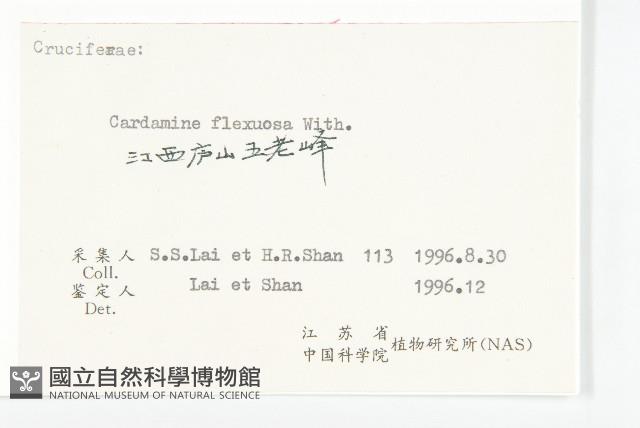 Cruciferae:
Cardamine flexuosa With.
江西庐山五老峰
采集人 S.S.Lai et H.R.Shan 113 1996.8.30
Coll.
鉴定人 Lai et Shan 1996.12
Det.
江苏省
中国科学院 植物研究所(NAS)
國立自然科學博物館
NATIONAL MUSEUM OF NATURAL SCIENCE